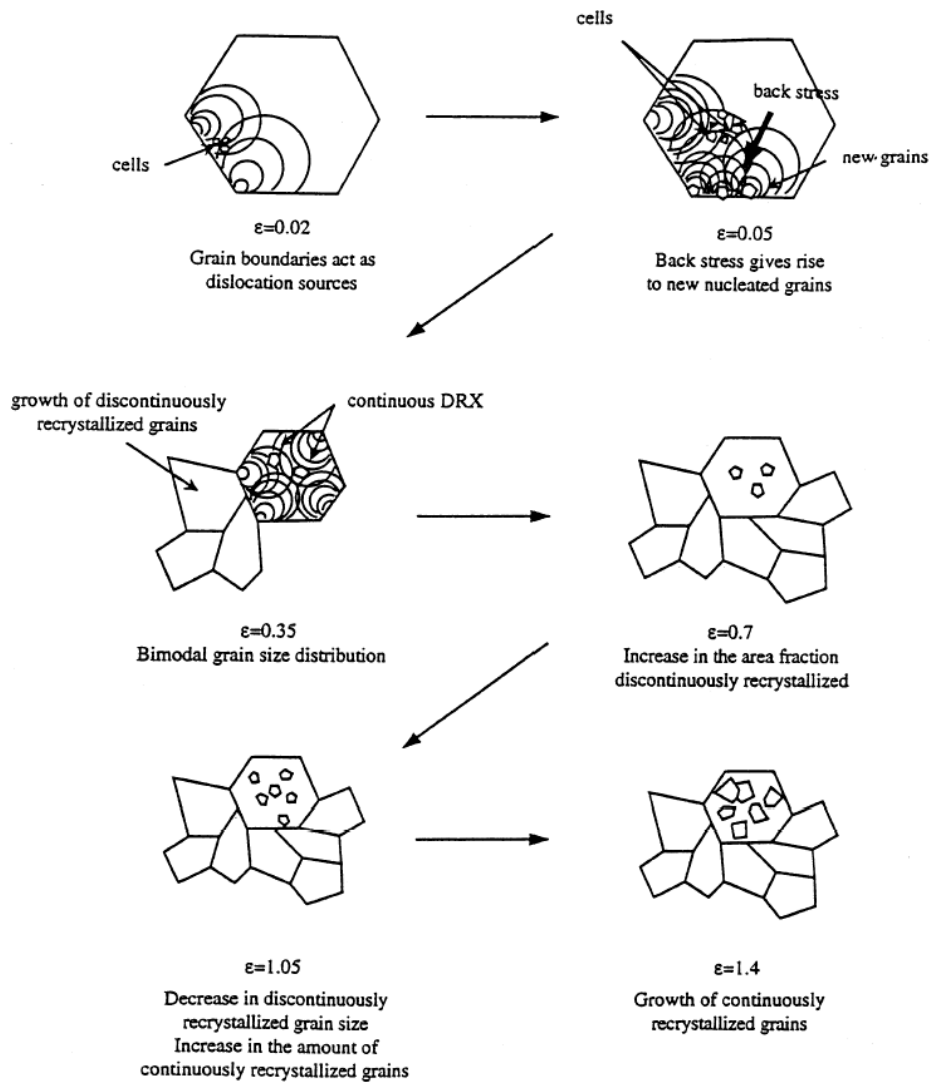 cells
ε=0.02
Grain boundaries act as
dislocation sources
cells
back stress
new grains
ε=0.05
Back stress gives rise
to new nucleated grains
growth of discontinuously
recrystallized grains
continuous DRX
ε=0.35
Bimodal grain size distribution
ε=0.7
Increase in the area fraction
discontinuously recrystallized
ε=1.05
Decrease in discontinuously
recrystallized grain size
Increase in the amount of
continuously recrystallized grains
ε=1.4
Growth of continuously
recrystallized grains